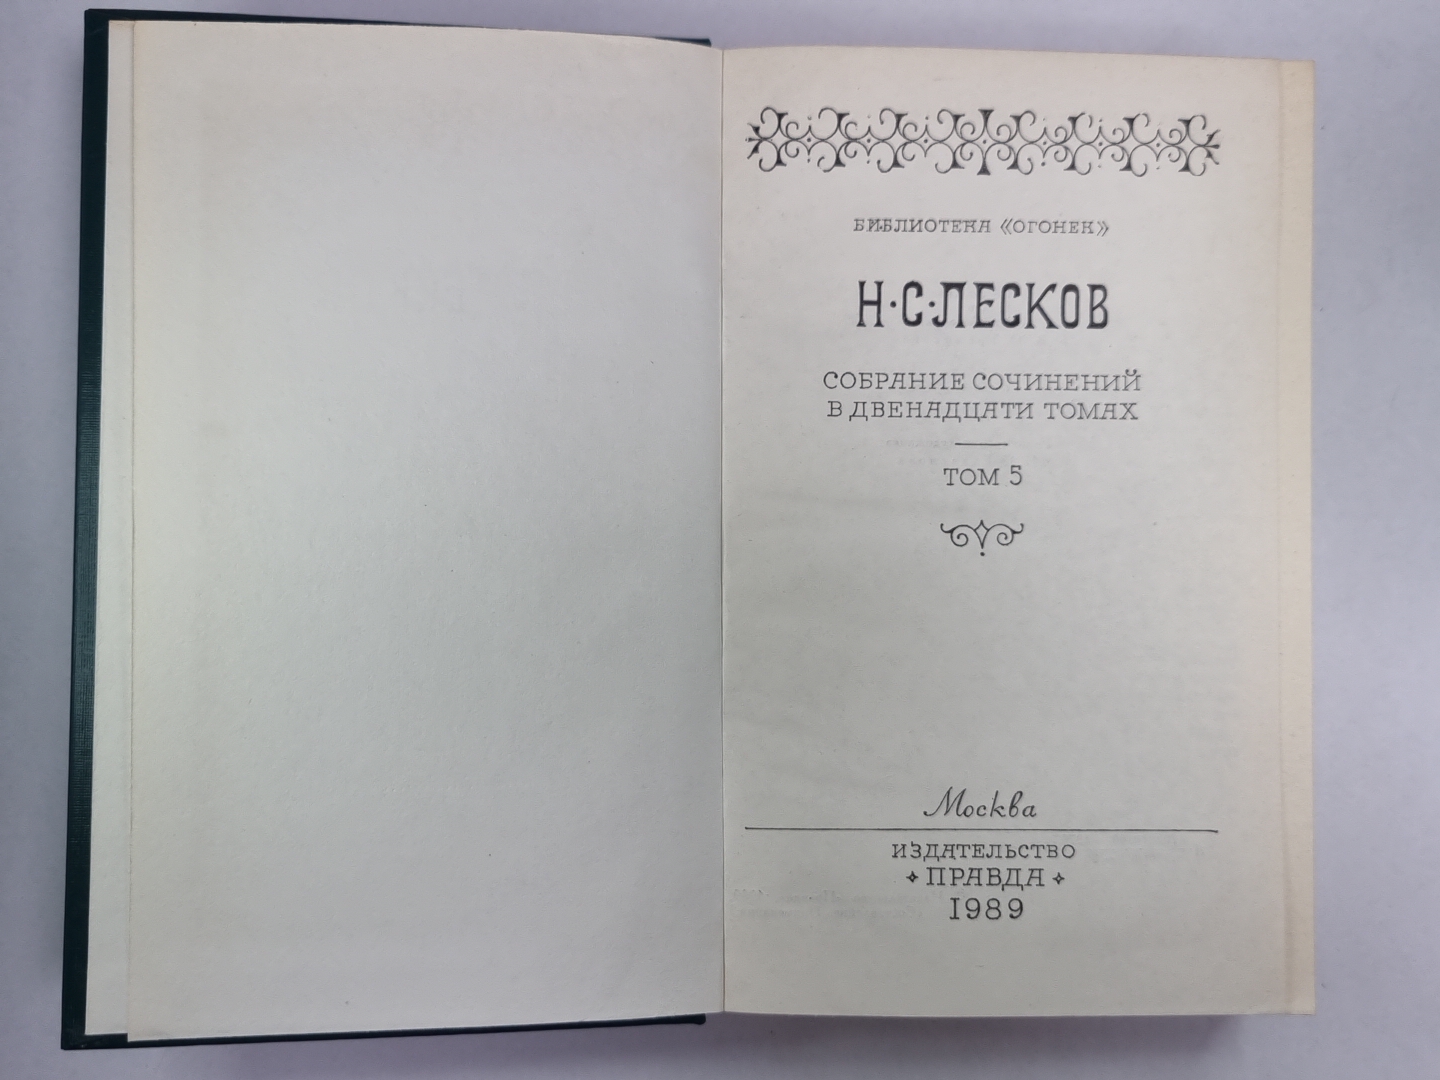 БИБЛИОТЕКА «ОГОНЕК»
Н·С·ЛЕСКОВ
СОБРАНИЕ СОЧИНЕНИЙ
В ДВЕНАДЦАТИ ТОМАХ
ТОМ 5
Москва
ИЗДАТЕЛЬСТВО
ПРАВДА
1989